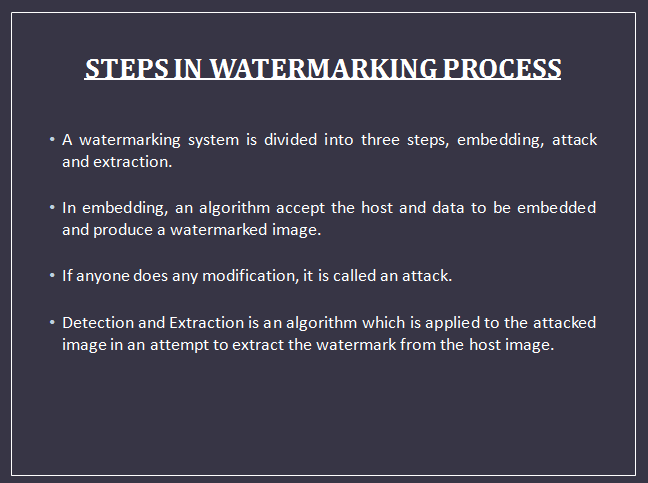 STEPS IN WATERMARKING PROCESS
• A watermarking system is divided into three steps, embedding, attack
and extraction.
• In embedding, an algorithm accept the host and data to be embedded
and produce a watermarked image.
• If anyone does any modification, it is called an attack.
• Detection and Extraction is an algorithm which is applied to the attacked
image in an attempt to extract the watermark from the host image.